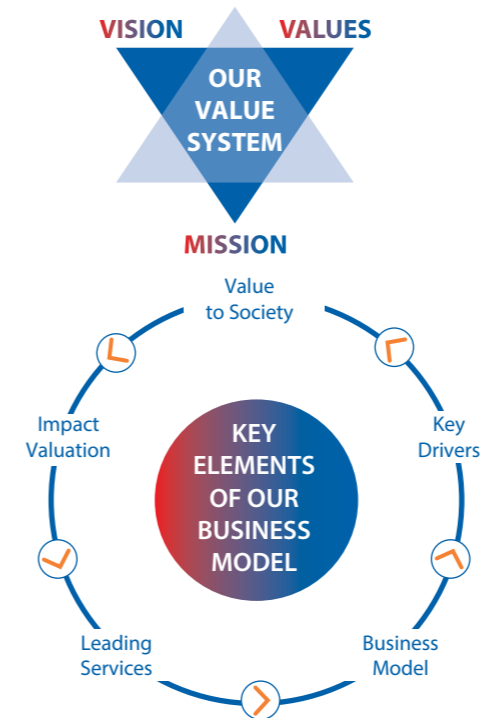 VISION
VALUES
OUR
VALUE
SYSTEM
MISSION
Value
to Society
Impact
Valuation
Key
Drivers
KEY
ELEMENTS
OF OUR
BUSINESS
MODEL
Leading
Services
Business
Model